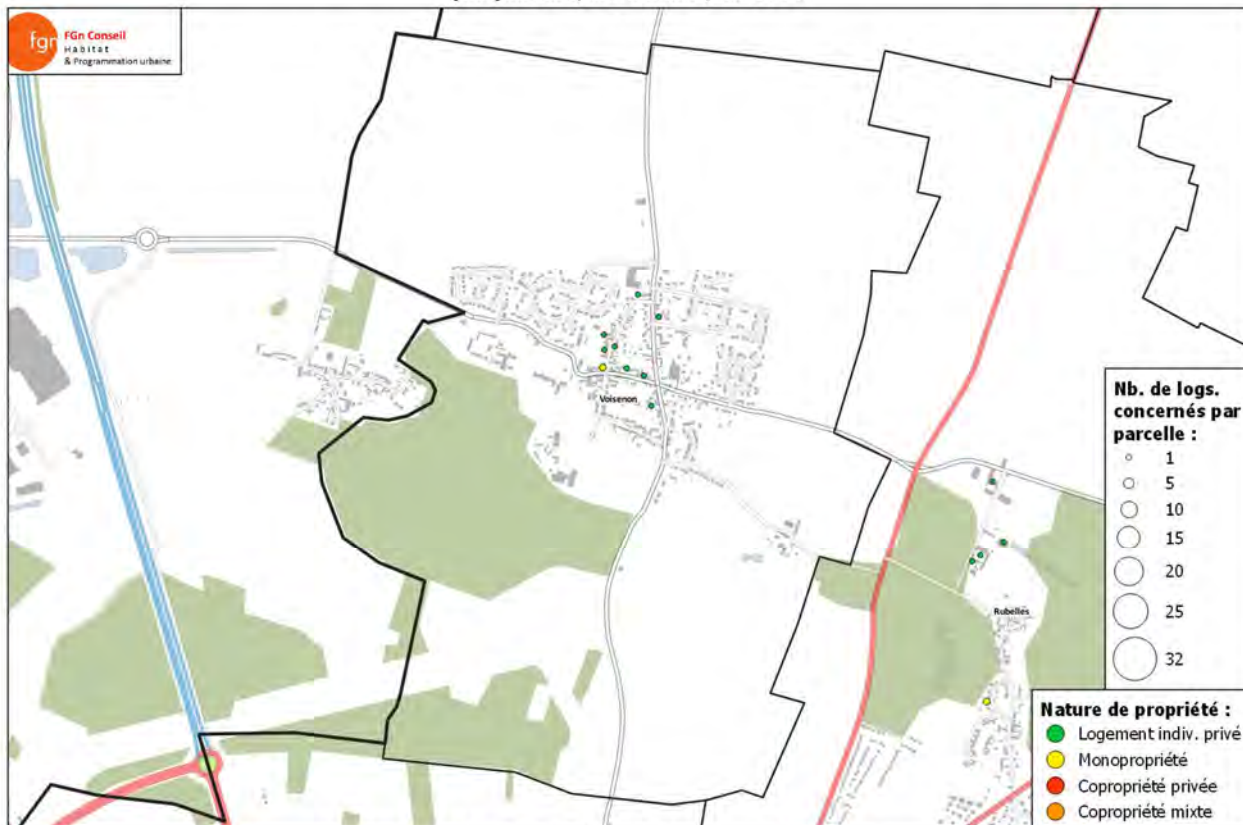 fgn
FGn Conseil
Habitat
& Programmation urbaine
Voisenon
Rubelles
Nb. de logs.
concernés par
parcelle :
1
5
10
15
20
25
32
Nature de propriété :
Logement indiv. privé
Monopropriété
Copropriété privée
Copropriété mixte